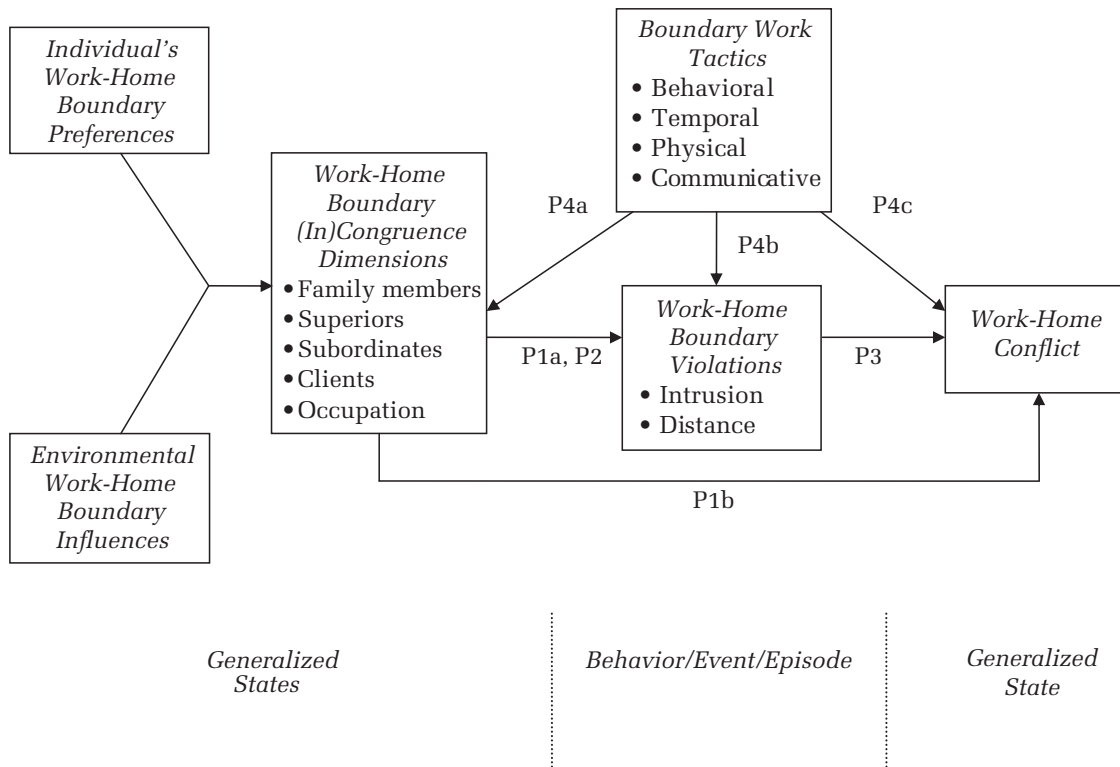 Individual's
Work-Home
Boundary
Preferences
Environmental
Work-Home
Boundary
Influences
Work-Home
Boundary
(In)Congruence
Dimensions
• Family members
• Superiors
• Subordinates
• Clients
• Occupation
Boundary Work
Tactics
• Behavioral
• Temporal
• Physical
• Communicative
P4a
P4b
P4c
P1a, P2
Work-Home
Boundary
Violations
• Intrusion
• Distance
P3
Work-Home
Conflict
P1b
Generalized
States
Behavior/Event/Episode
Generalized
State